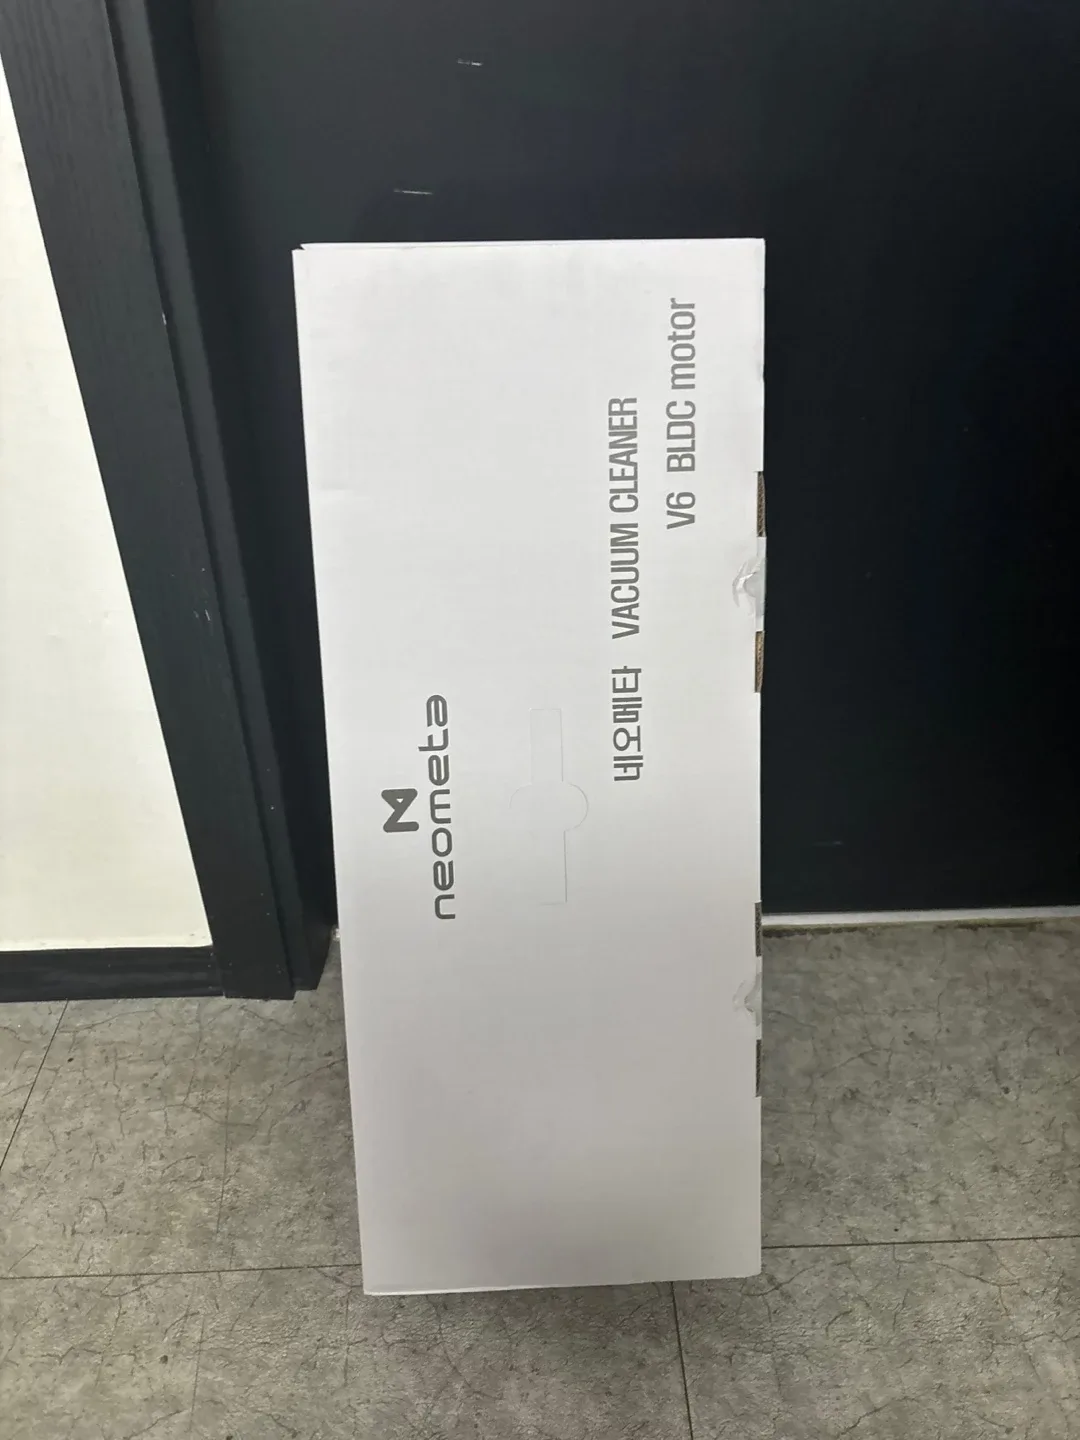 neometa
네오메타 VACUUM CLEANER
V6 BLDC motor